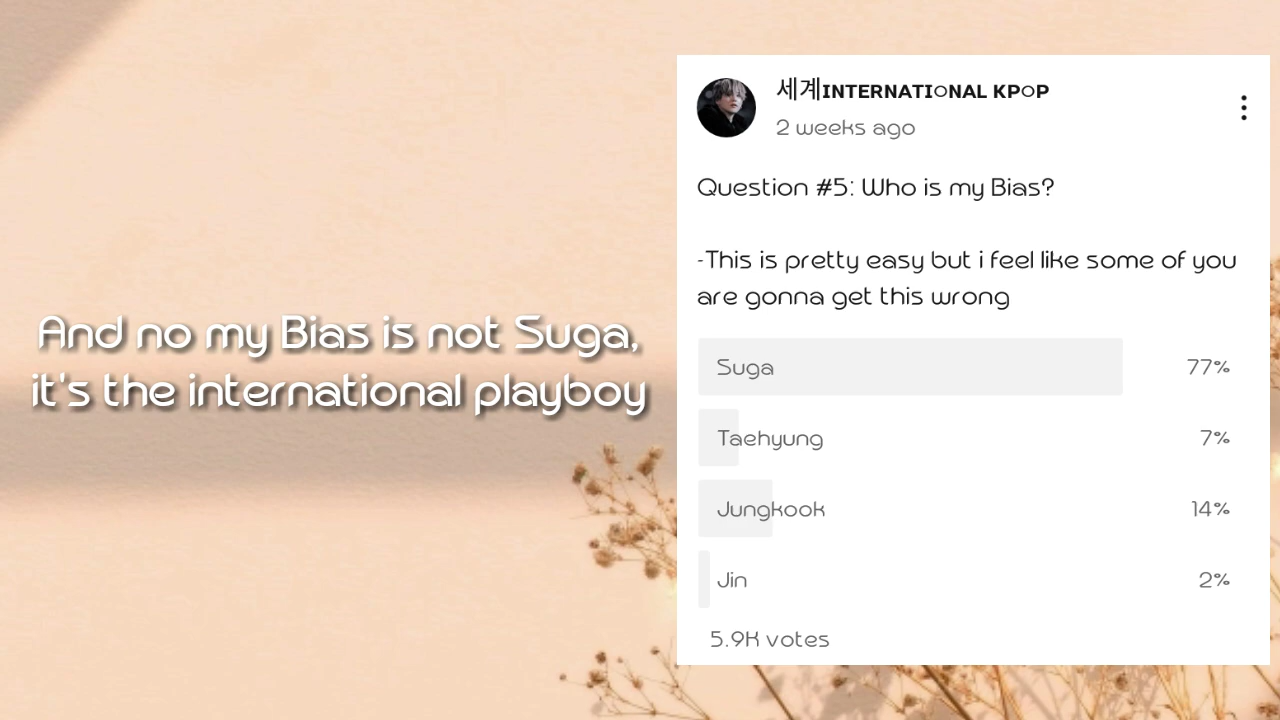 And no my Bias is not Suga,
it's the international playboy
세계INTERNATIONAL KPOP
2 weeks ago
Question #5: Who is my Bias?
-This is pretty easy but i feel like some of you
are gonna get this wrong
Suga 77%
Taehyung 7%
Jungkook 14%
Jin 2%
5.9K votes